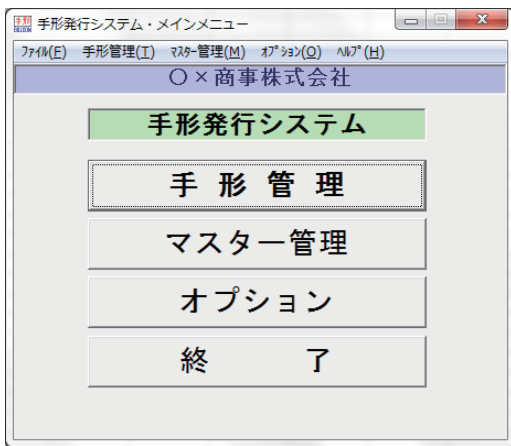 手形発行システム・メインメニュー
ﾌｧｲﾙ(F) 手形管理(T) ﾏｽﾀｰ管理(M) ｵﾌﾟｼｮﾝ(O) ﾍﾙﾌﾟ(H)
〇×商事株式会社
手形発行システム
手 形 管 理
マスター管理
オプション
終 了